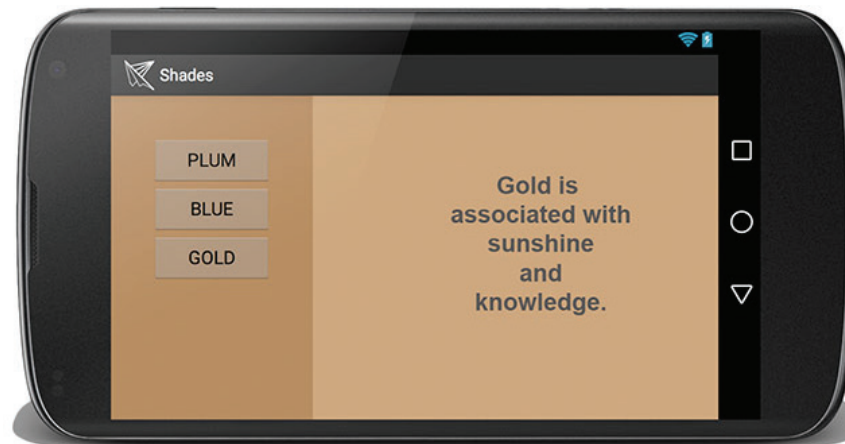 Shades
PLUM
BLUE
GOLD
Gold is
associated with
sunshine
and
knowledge.